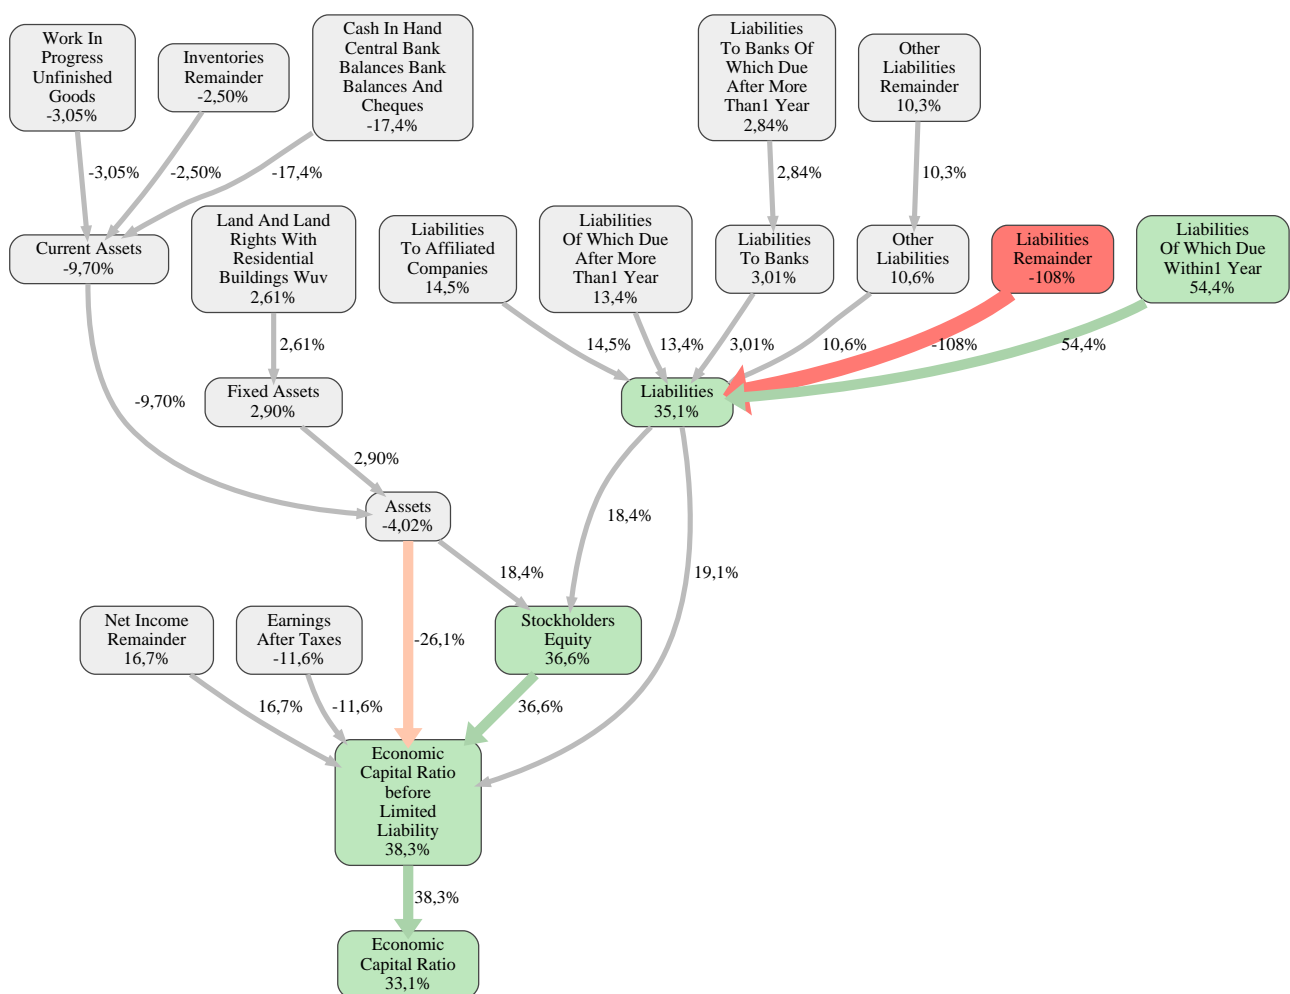 Work In
Progress
Unfinished
Goods
-3,05%
Inventories
Remainder
-2,50%
Cash In Hand
Central Bank
Balances Bank
Balances And
Cheques
-17,4%
Liabilities
To Banks Of
Which Due
After More
Than1 Year
2,84%
Other
Liabilities
Remainder
10,3%
-3,05%
-2,50%
-17,4%
2,84%
10,3%
Current Assets
-9,70%
Land And Land
Rights With
Residential
Buildings Wuv
2,61%
Liabilities
To Affiliated
Companies
14,5%
Liabilities
Of Which Due
After More
Than1 Year
13,4%
Liabilities
To Banks
3,01%
Other
Liabilities
10,6%
Liabilities
Remainder
-108%
Liabilities
Of Which Due
Within1 Year
54,4%
2,61%
14,5%
13,4%
3,01%
10,6%
-108%
54,4%
-9,70%
Fixed Assets
2,90%
Liabilities
35,1%
2,90%
Assets
-4,02%
18,4%
18,4%
19,1%
Net Income
Remainder
16,7%
Earnings
After Taxes
-11,6%
-26,1%
Stockholders
Equity
36,6%
16,7%
-11,6%
36,6%
Economic
Capital Ratio
before
Limited
Liability
38,3%
38,3%
Economic
Capital Ratio
33,1%